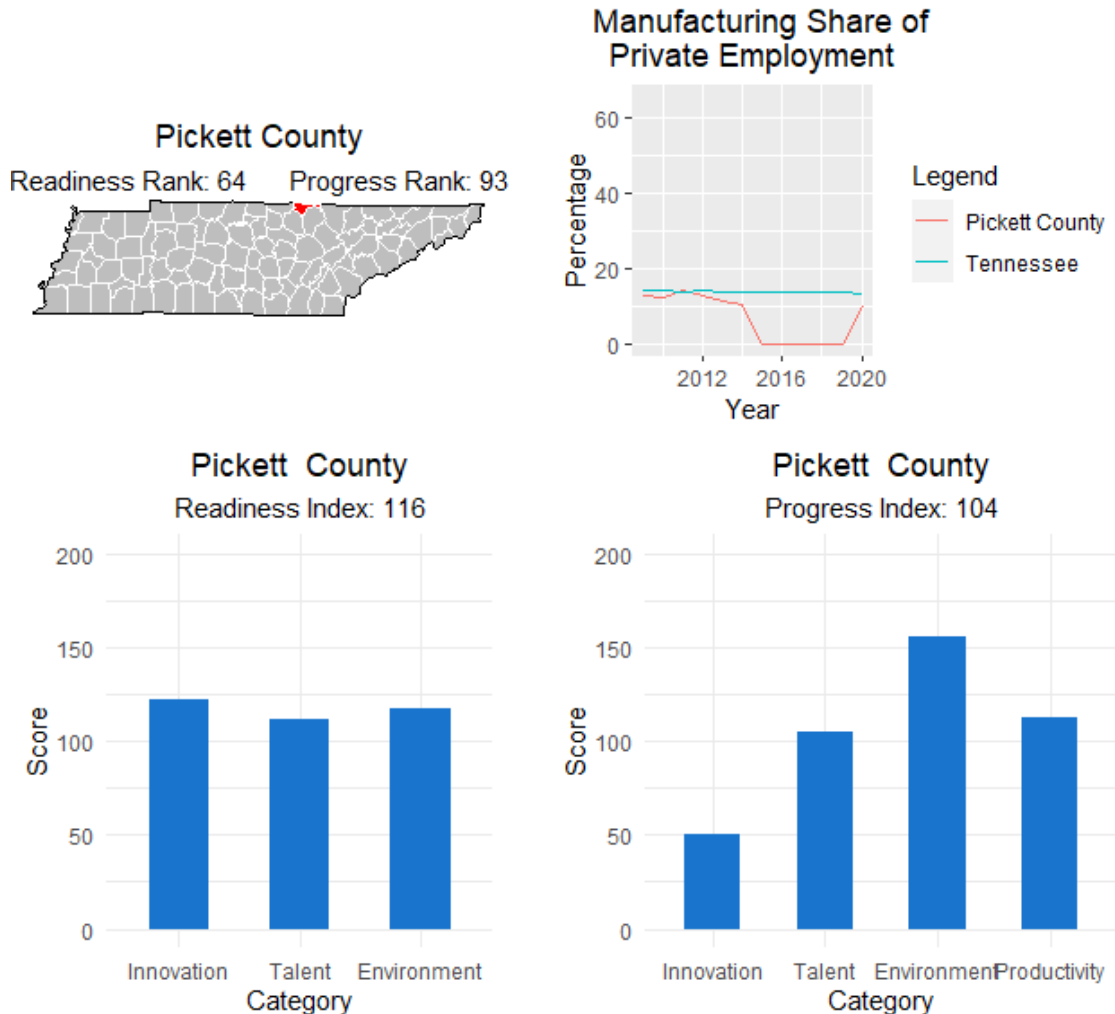 Pickett County
Readiness Rank: 64 Progress Rank: 93
Manufacturing Share of
Private Employment
60
40
20
0
Percentage
2012 2016 2020
Year
Legend
Pickett County
Tennessee
Pickett  County
Readiness Index: 116
200
150
100
50
0
Score
Innovation Talent Environment
Category
Pickett  County
Progress Index: 104
200
150
100
50
0
Score
Innovation Talent Environment Productivity
Category